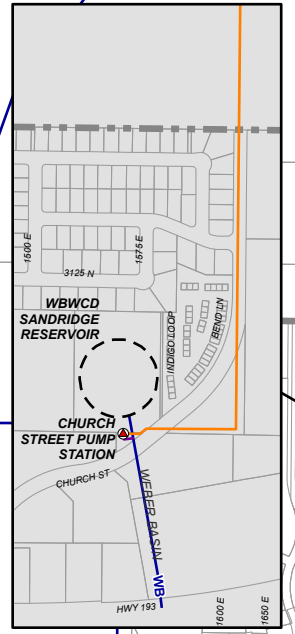 1500 E
1575 E
3125 N
WBWCD
SANDRIDGE
RESERVOIR
INDIGO LOOP
BEND LN
CHURCH
STREET PUMP
STATION
CHURCH ST
WEBER BASIN
WB
HWY 193
1600 E
1650 E